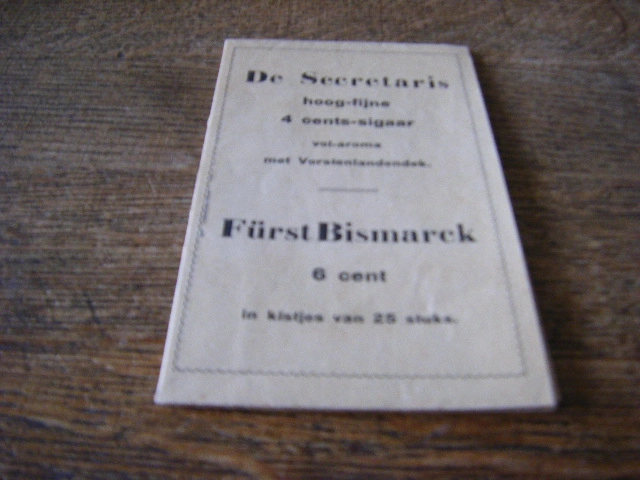 De Secretaris
hoog-fijne
4 cents-sigaar
vol-aroma
met Vorstenlandendek.
Fürst Bismarck
6 cent
in kistjes van 25 stuks.